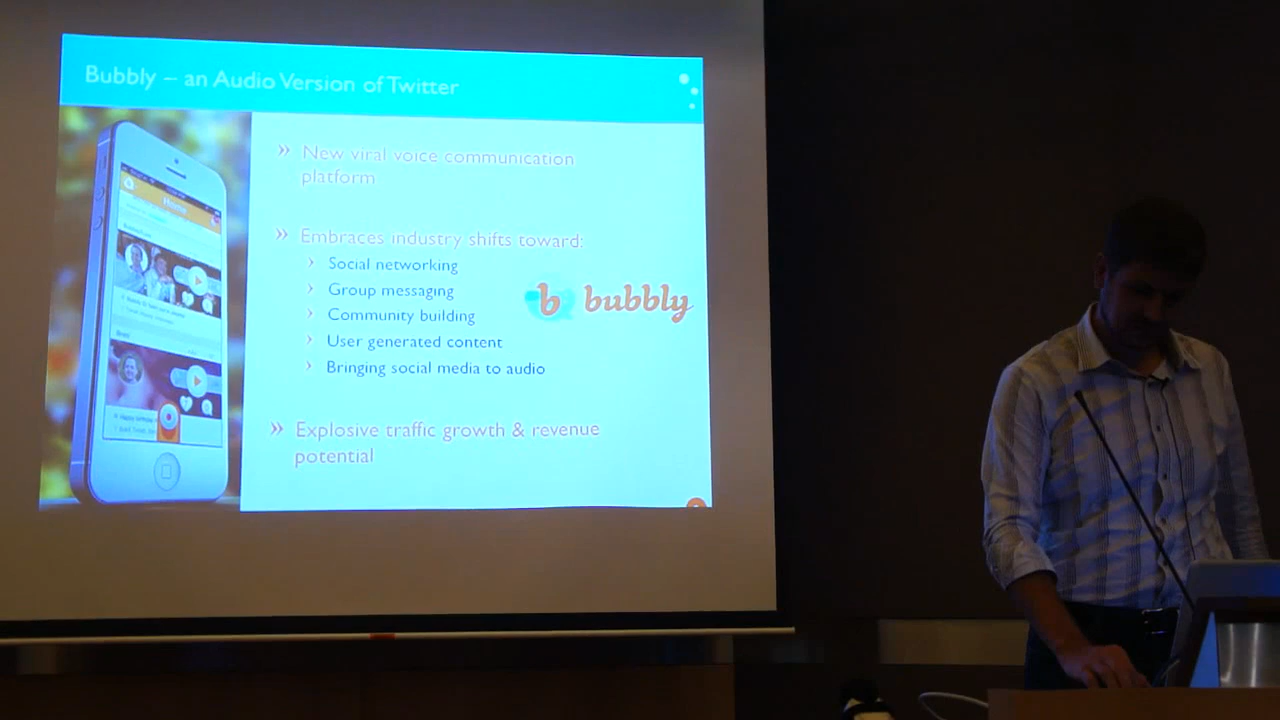 Bubbly – an Audio Version of Twitter
» New viral voice communication
platform
» Embraces industry shifts toward:
› Social networking
› Group messaging
› Community building
› User generated content
› Bringing social media to audio
b bubbly
» Explosive traffic growth & revenue
potential
Home